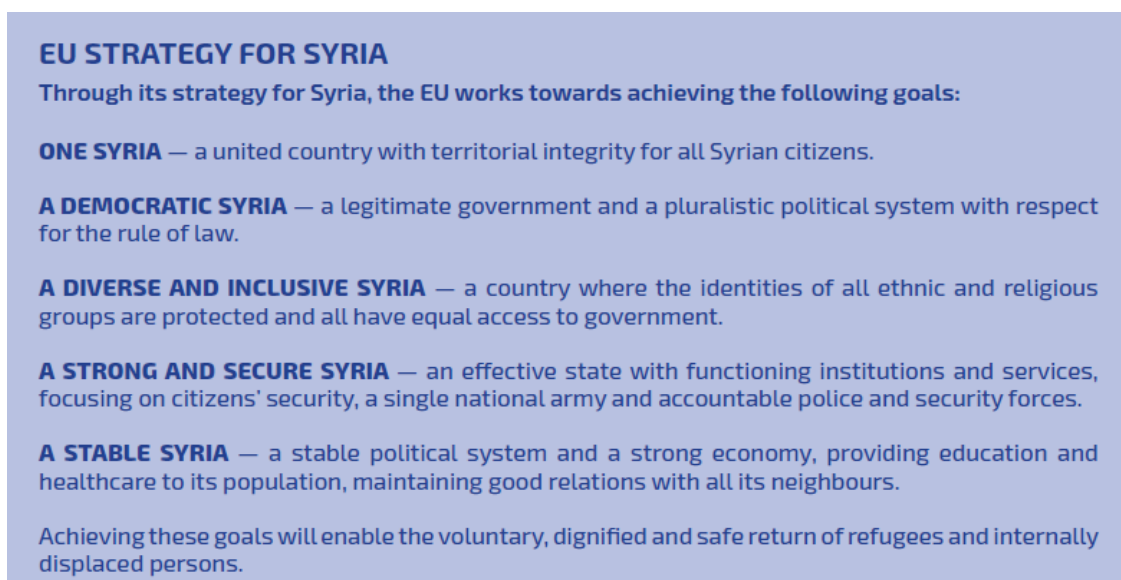 EU STRATEGY FOR SYRIA
Through its strategy for Syria, the EU works towards achieving the following goals:
ONE SYRIA — a united country with territorial integrity for all Syrian citizens.
A DEMOCRATIC SYRIA — a legitimate government and a pluralistic political system with respect
for the rule of law.
A DIVERSE AND INCLUSIVE SYRIA — a country where the identities of all ethnic and religious
groups are protected and all have equal access to government.
A STRONG AND SECURE SYRIA — an effective state with functioning institutions and services,
focusing on citizens’ security, a single national army and accountable police and security forces.
A STABLE SYRIA — a stable political system and a strong economy, providing education and
healthcare to its population, maintaining good relations with all its neighbours.
Achieving these goals will enable the voluntary, dignified and safe return of refugees and internally
displaced persons.